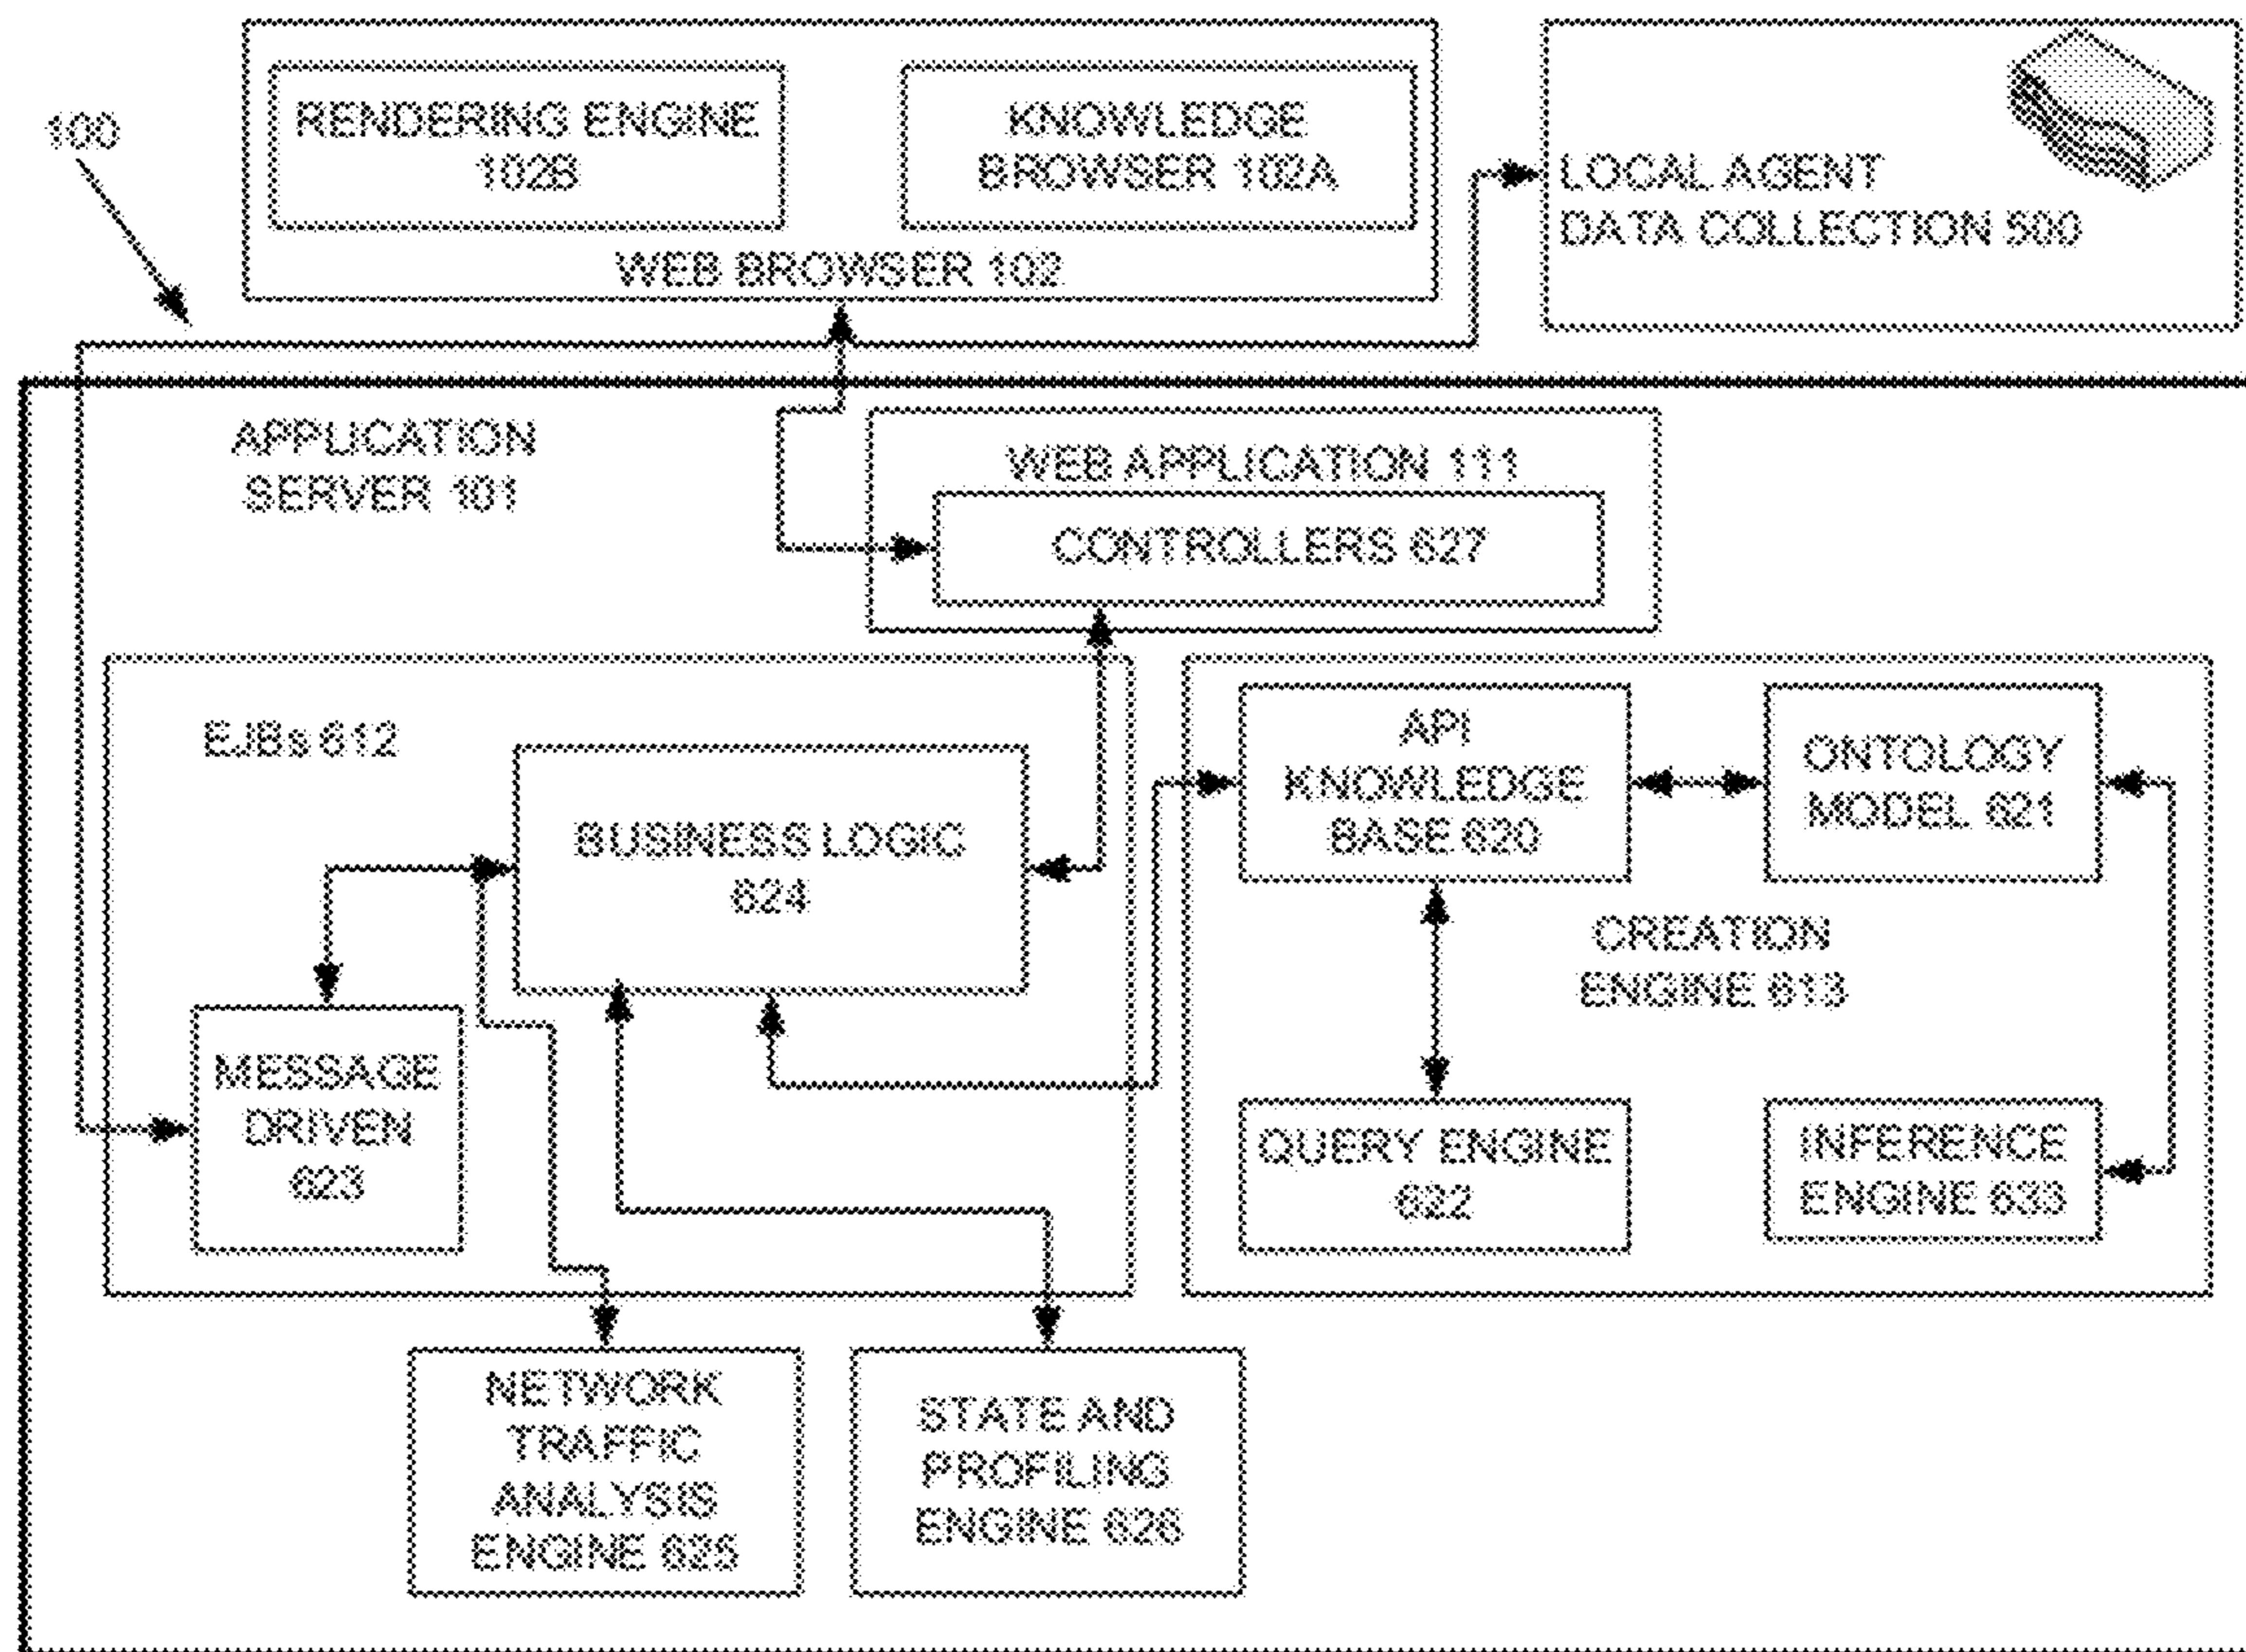 100
RENDERING ENGINE
102B
KNOWLEDGE
BROWSER 102A
WEB BROWSER 102
LOCAL AGENT
DATA COLLECTION 500
APPLICATION
SERVER 101
WEB APPLICATION 111
CONTROLLERS 627
EJBs 612
BUSINESS LOGIC
624
MESSAGE
DRIVEN
623
API
KNOWLEDGE
BASE 620
ONTOLOGY
MODEL 621
CREATION
ENGINE 613
QUERY ENGINE
622
INFERENCE
ENGINE 633
NETWORK
TRAFFIC
ANALYSIS
ENGINE 625
STATE AND
PROFILING
ENGINE 626